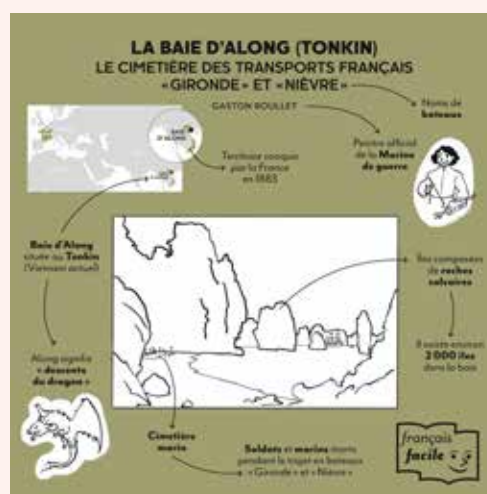 LA BAIE D'ALONG (TONKIN)
LE CIMETIÈRE DES TRANSPORTS FRANÇAIS
« GIRONDE » ET « NIÈVRE »
GASTON ROULLET
Noms de
bateaux
BAIE
D'ALONG
Territoire conquis
par la France
en 1883
Peintre officiel
de la Marine
de guerre
Baie d'Along
située au Tonkin
(Vietnam actuel)
Îles composées
de roches
calcaires
Along signifie
« descente
du dragon »
Il existe environ
2 000 îles
dans la baie
Cimetière
marin
Soldats et marins morts
pendant le trajet en bateaux
« Gironde » et « Nièvre »
français
facile